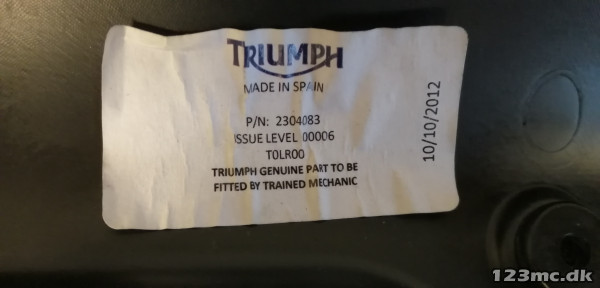 TRIUMPH
MADE IN SPAIN
P/N: 2304083
ISSUE LEVEL 00006
T0LR00
TRIUMPH GENUINE PART TO BE
FITTED BY TRAINED MECHANIC
10/10/2012
123mc.dk